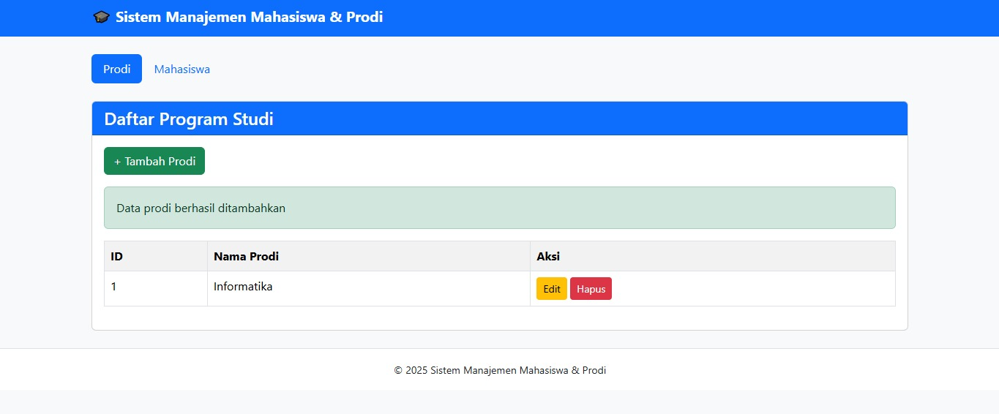 Sistem Manajemen Mahasiswa & Prodi
Prodi Mahasiswa
Daftar Program Studi
+ Tambah Prodi
Data prodi berhasil ditambahkan
ID Nama Prodi Aksi
1 Informatika Edit Hapus
© 2025 Sistem Manajemen Mahasiswa & Prodi